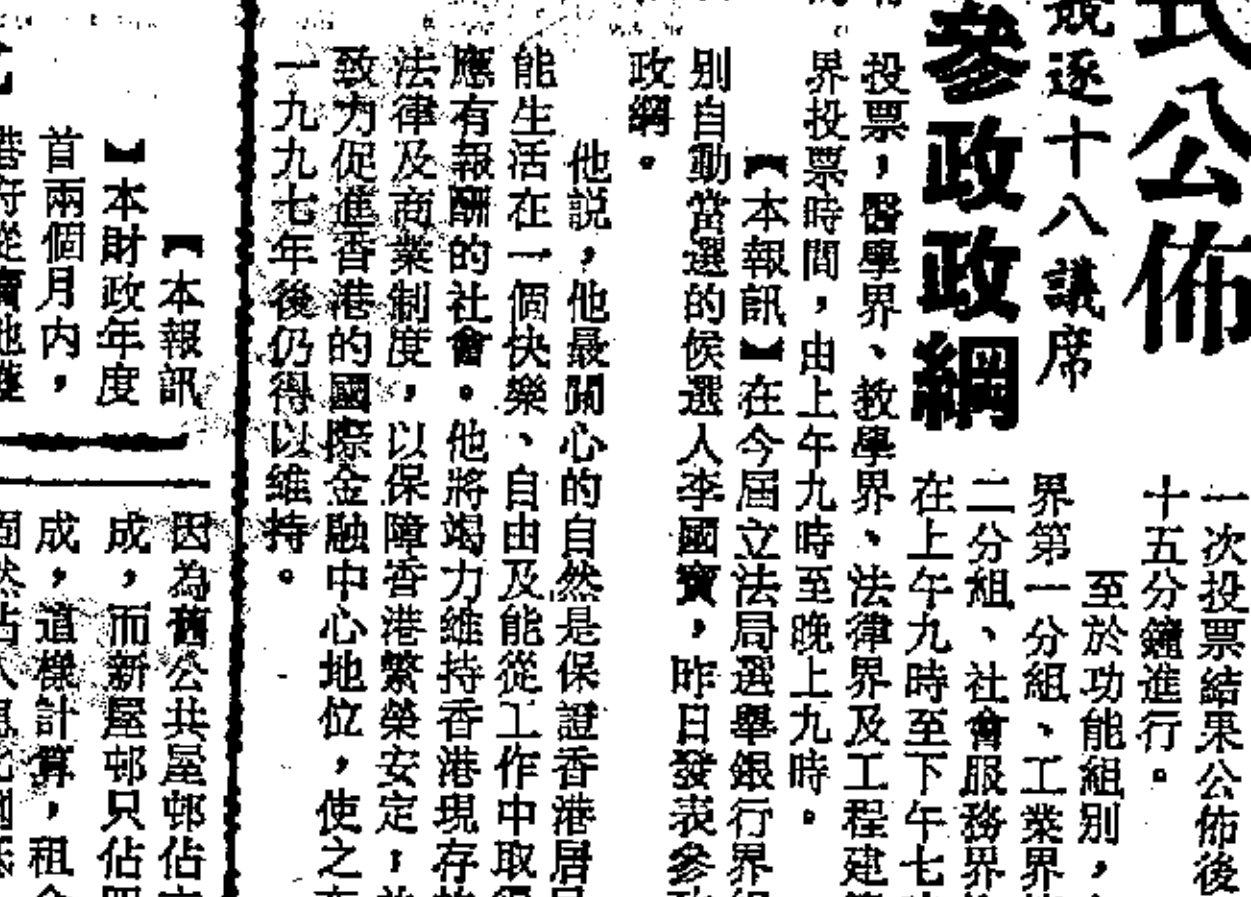 式公佈
競逐十八議席
參政政綱
一次投票結果公佈後
十五分鐘進行。
至於功能組別，
界第一分組、工業界
二分組、社會服務界
在上午九時至下午七
投票，醫學界、教學界、法律界及工程建
界投票時間，由上午九時至晚上九時。
【本報訊】在今屆立法局選舉銀行界
別自動當選的候選人李國寶，昨日發表參
政綱。
他說，他最關心的自然是保證香港居
能生活在一個快樂、自由及能從工作中取
應有報酬的社會。他將竭力維持香港現存
法律及商業制度，以保障香港繁榮安定；
致力促進香港的國際金融中心地位，使之
一九九七年後仍得以維持。
【本報訊
】本財政年度
首兩個月內，
港府從賣地
因為舊公共屋邨佔
成，而新屋邨只佔
成，道樣計算，租